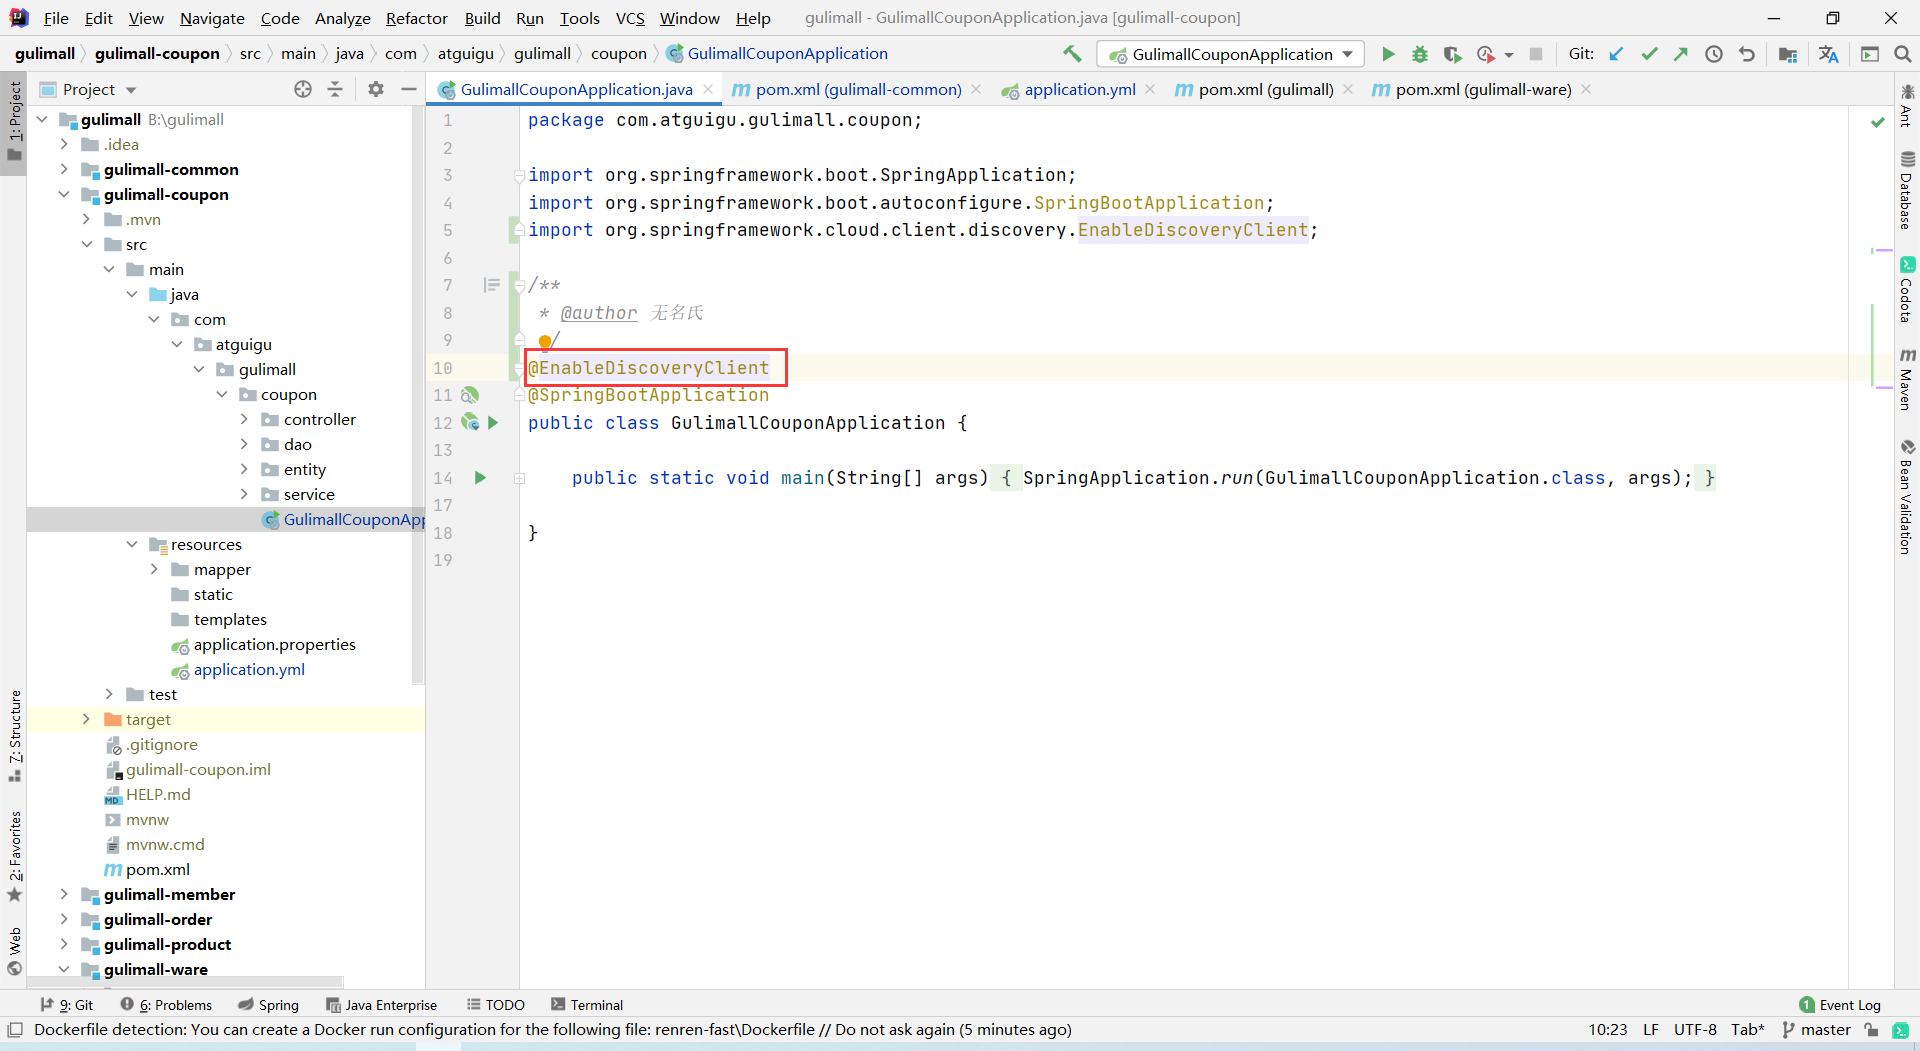 File Edit View Navigate Code Analyze Refactor Build Run Tools VCS Window Help gulimall - GulimallCouponApplication.java [gulimall-coupon]
gulimall gulimall-coupon src main java com atguigu gulimall coupon GulimallCouponApplication GulimallCouponApplication Git:
Project GulimallCouponApplication.java pom.xml (gulimall-common) application.yml pom.xml (gulimall) pom.xml (gulimall-ware)
1: Project
7: Structure
2: Favorites
Web
gulimall B:\gulimall
.idea
gulimall-common
gulimall-coupon
.mvn
src
main
java
com
atguigu
gulimall
coupon
controller
dao
entity
service
GulimallCouponApp
resources
mapper
static
templates
application.properties
application.yml
test
target
.gitignore
gulimall-coupon.iml
HELP.md
mvnw
mvnw.cmd
pom.xml
gulimall-member
gulimall-order
gulimall-product
gulimall-ware
1 package com.atguigu.gulimall.coupon;
2
3 import org.springframework.boot.SpringApplication;
4 import org.springframework.boot.autoconfigure.SpringBootApplication;
5 import org.springframework.cloud.client.discovery.EnableDiscoveryClient;
6
7 /**
8 * @author 无名氏
9 /
10 @EnableDiscoveryClient
11 @SpringBootApplication
12 public class GulimallCouponApplication {
13
14 public static void main(String[] args) { SpringApplication.run(GulimallCouponApplication.class, args); }
17
18 }
19
Ant
Database
Codota
Maven
Bean Validation
9: Git 6: Problems Spring Java Enterprise TODO Terminal 1 Event Log
Dockerfile detection: You can create a Docker run configuration for the following file: renren-fast\Dockerfile // Do not ask again (5 minutes ago) 10:23 LF UTF-8 Tab* master